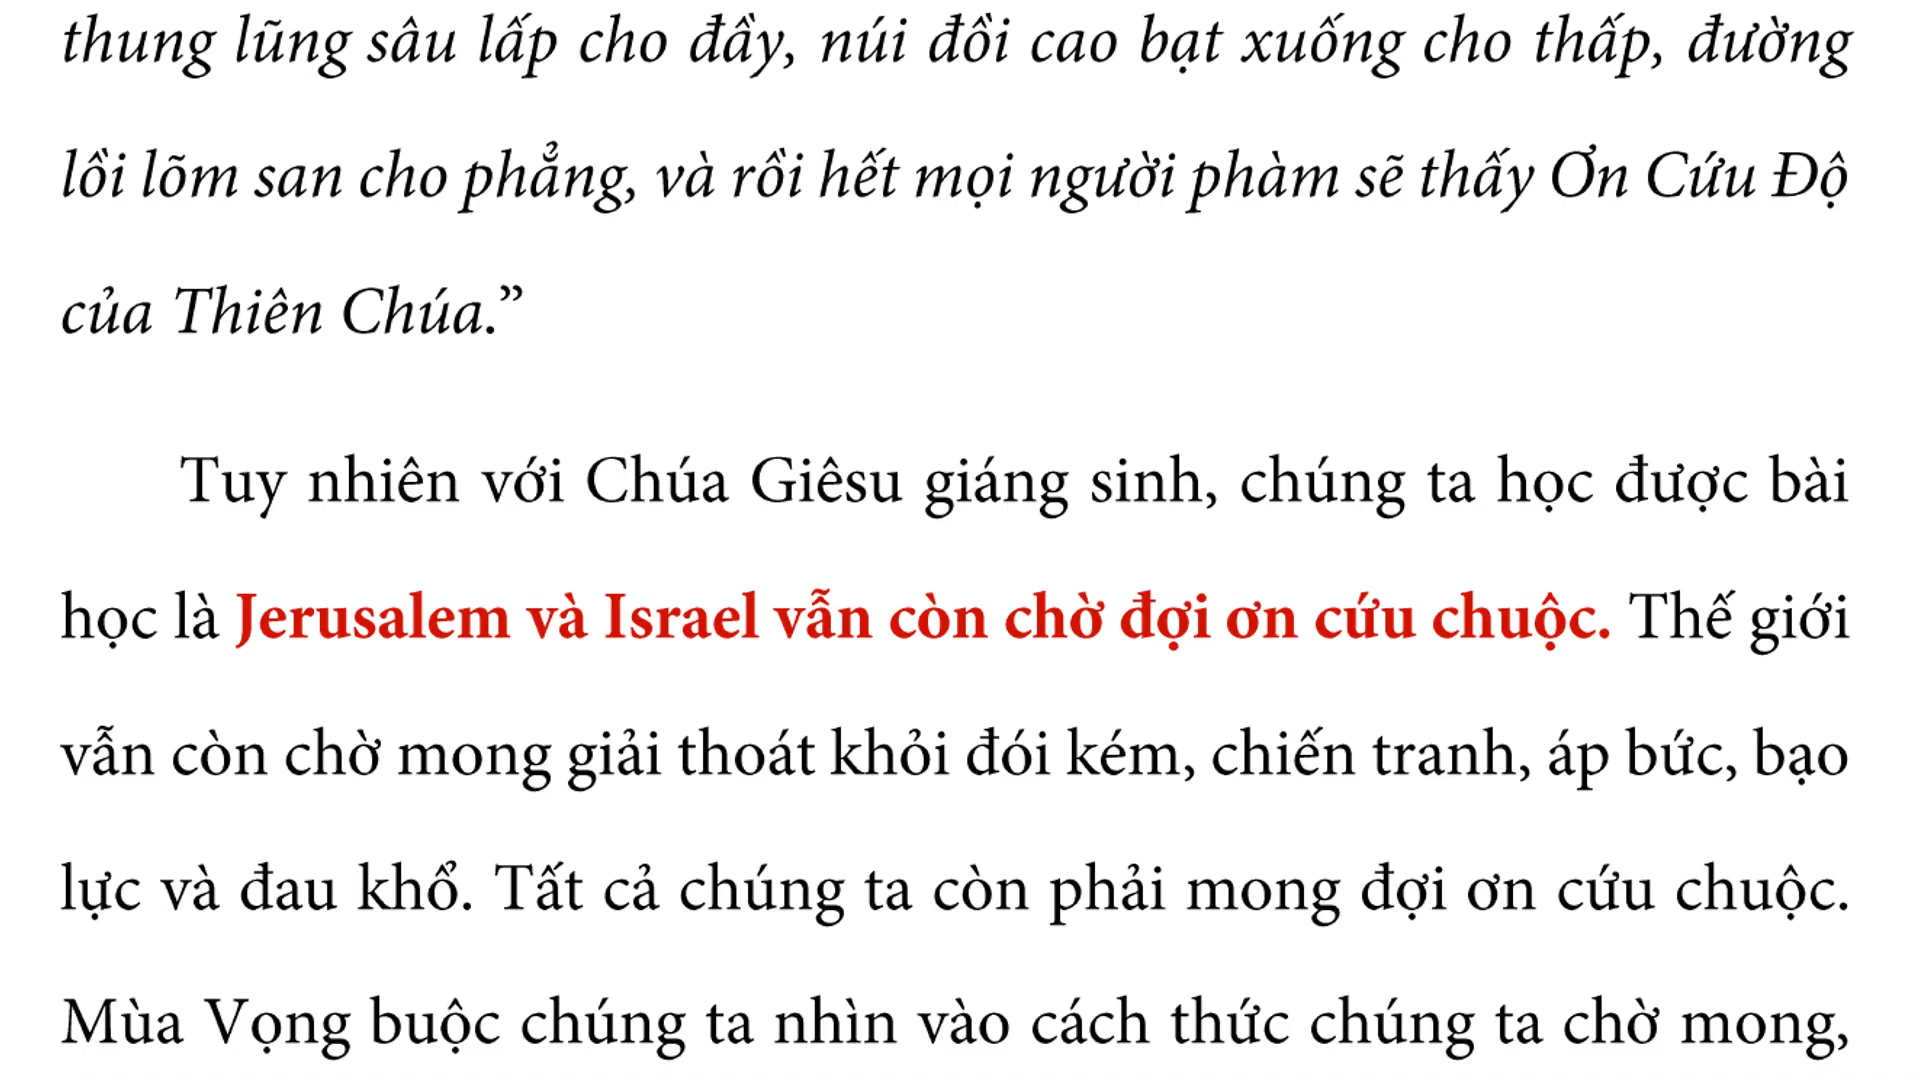 thung lũng sâu lấp cho đầy, núi đồi cao bạt xuống cho thấp, đường
lồi lõm san cho phẳng, và rồi hết mọi người phàm sẽ thấy Ơn Cứu Độ
của Thiên Chúa.”
Tuy nhiên với Chúa Giêsu giáng sinh, chúng ta học được bài
học là Jerusalem và Israel vẫn còn chờ đợi ơn cứu chuộc. Thế giới
vẫn còn chờ mong giải thoát khỏi đói kém, chiến tranh, áp bức, bạo
lực và đau khổ. Tất cả chúng ta còn phải mong đợi ơn cứu chuộc.
Mùa Vọng buộc chúng ta nhìn vào cách thức chúng ta chờ mong,